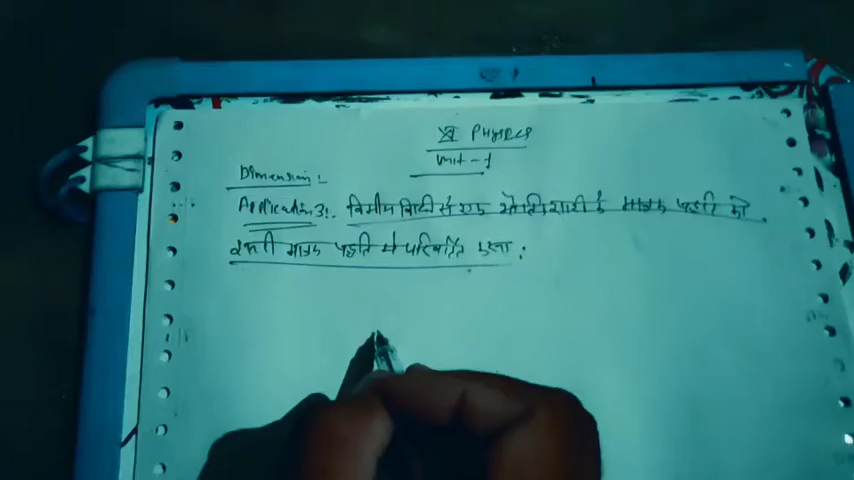 XI PHYSICS
Unit - 1
Dimension :-
Application 3:- विमीय विधि से एक भौतिक राशि के मात्रक पद्धति को
दूसरी मात्रक पद्धति में परिवर्तित करना :